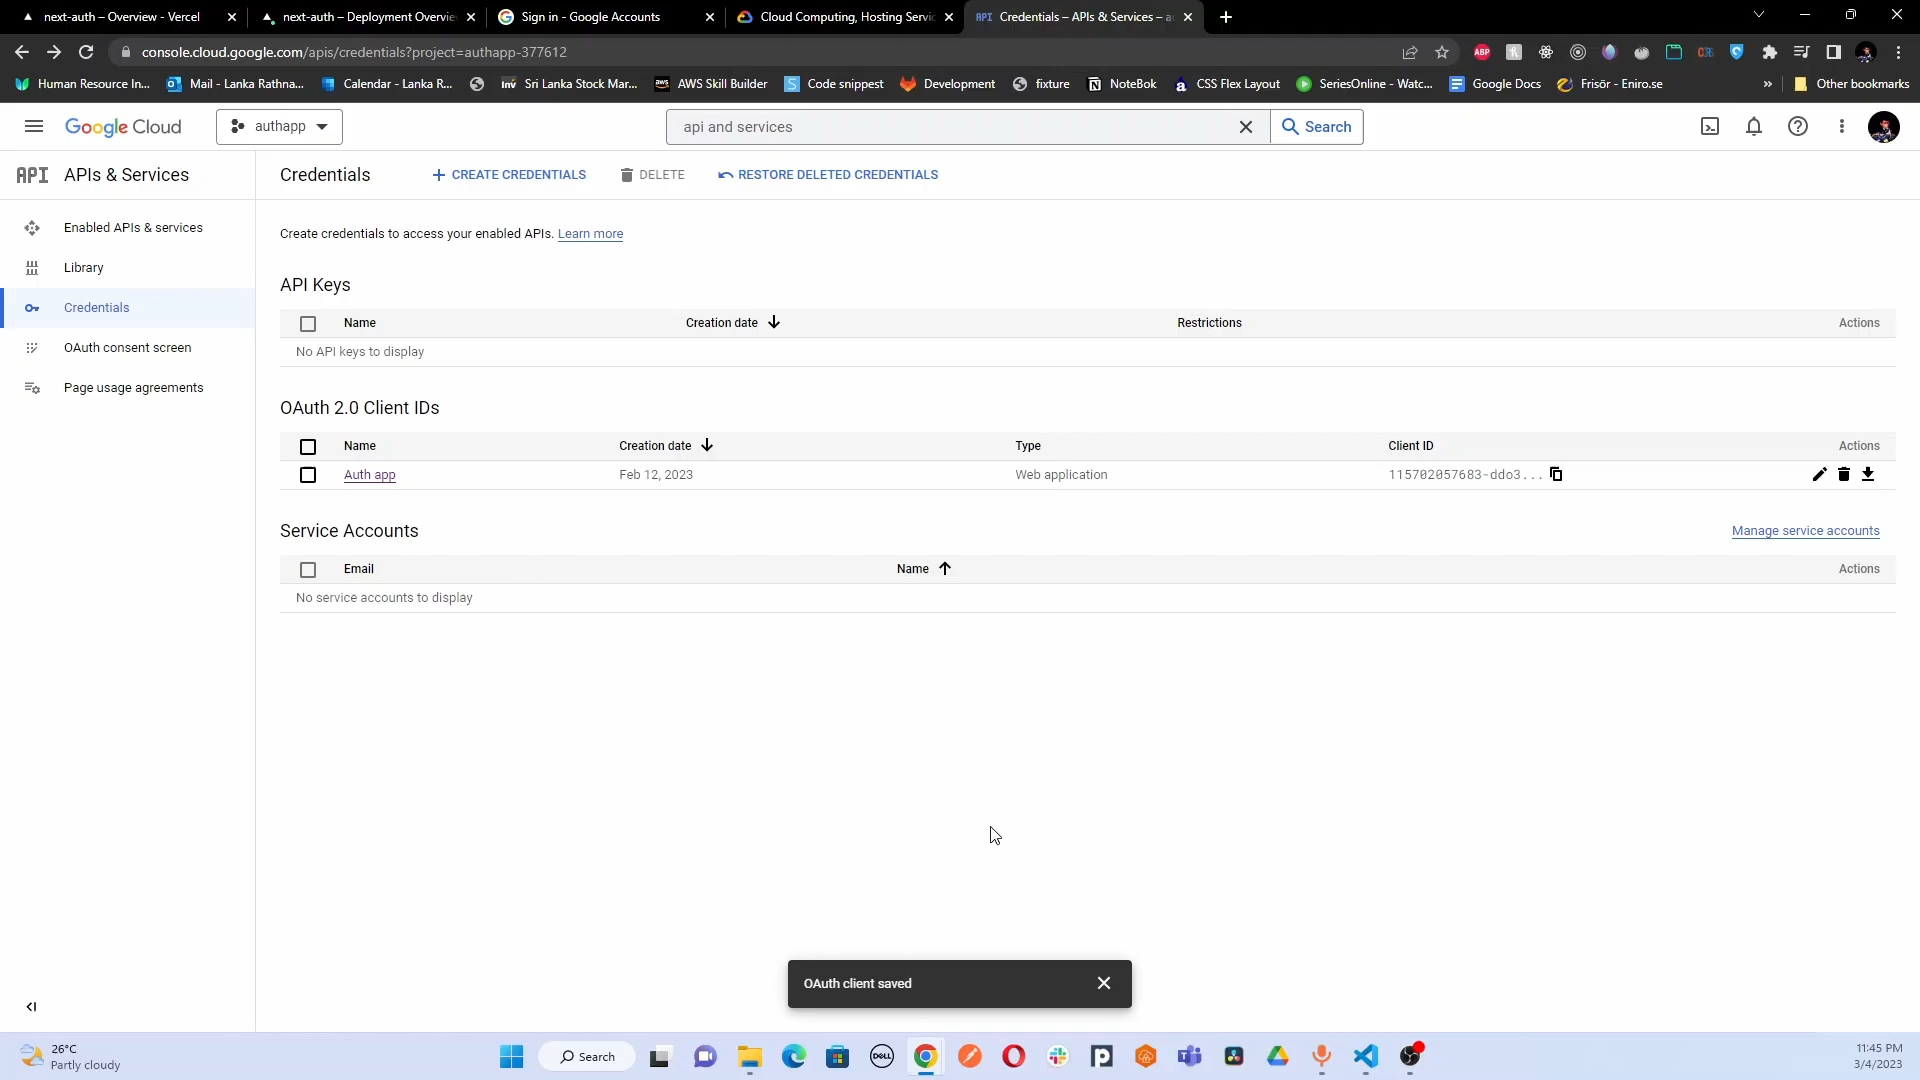 next-auth – Overview - Vercel
next-auth – Deployment Overview
Sign in - Google Accounts
Cloud Computing, Hosting Servic
Credentials – APIs & Services – au
console.cloud.google.com/apis/credentials?project=authapp-377612
ABP
Human Resource In...
Mail - Lanka Rathna...
Calendar - Lanka R...
Inv Sri Lanka Stock Mar...
aws AWS Skill Builder
Code snippest
Development
fixture
NoteBok
CSS Flex Layout
SeriesOnline - Watc...
Google Docs
Frisör - Eniro.se
»
Other bookmarks
Google Cloud
authapp
api and services
Search
API APIs & Services
Credentials
+ CREATE CREDENTIALS
DELETE
RESTORE DELETED CREDENTIALS
Enabled APIs & services
Library
Credentials
OAuth consent screen
Page usage agreements
Create credentials to access your enabled APIs. Learn more
API Keys
Name Creation date Restrictions Actions
No API keys to display
OAuth 2.0 Client IDs
Name Creation date Type Client ID Actions
Auth app Feb 12, 2023 Web application 115702057683-ddo3...
Service Accounts
Manage service accounts
Email Name Actions
No service accounts to display
OAuth client saved
26°C
Partly cloudy
Search
DELL
11:45 PM
3/4/2023